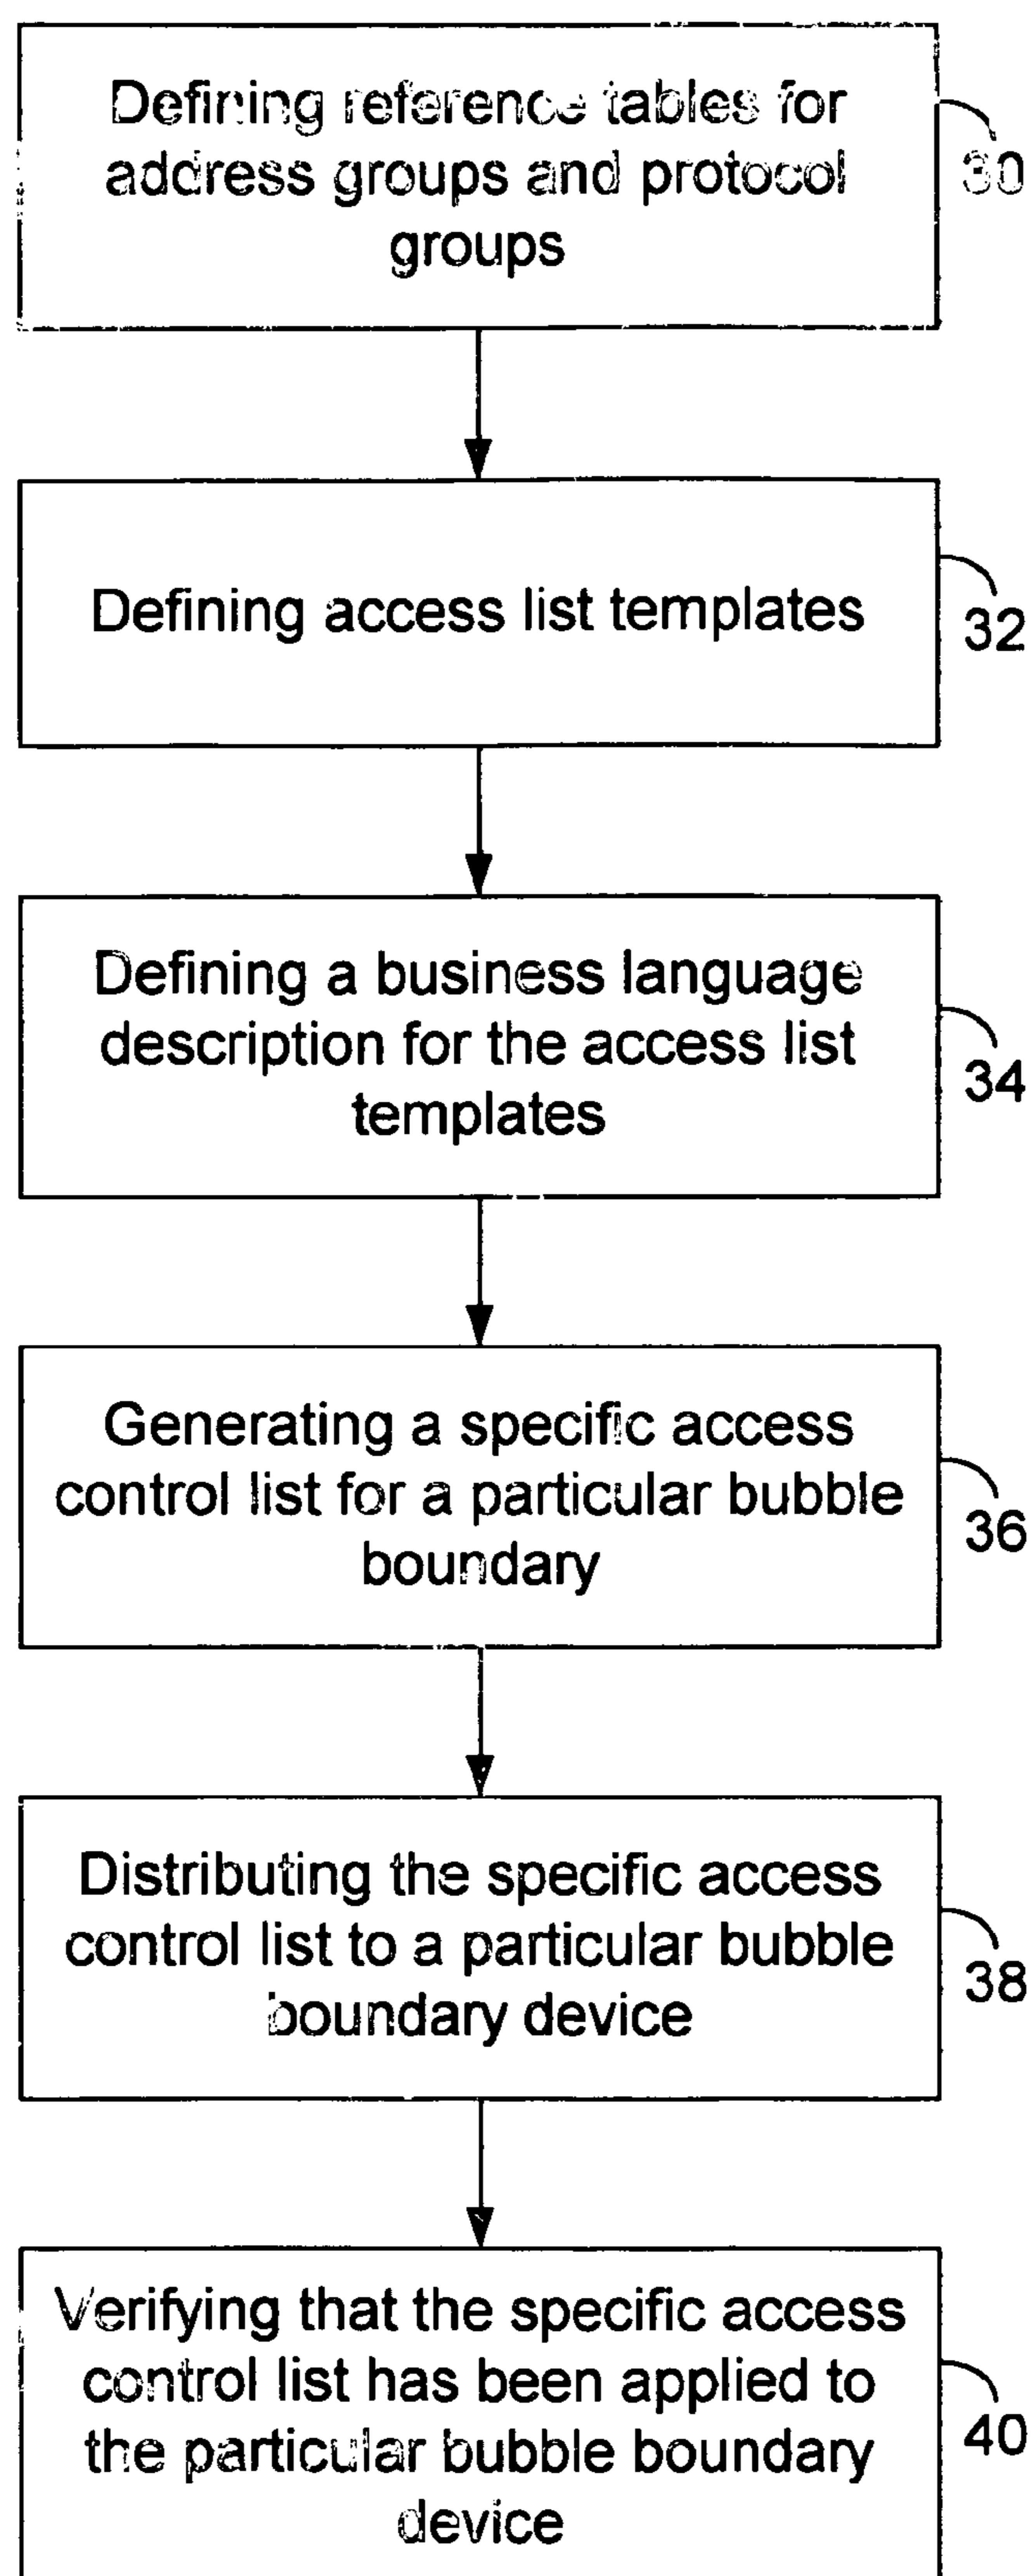 Defining reference tables for
address groups and protocol
groups
30
Defining access list templates
32
Defining a business language
description for the access list
templates
34
Generating a specific access
control list for a particular bubble
boundary
36
Distributing the specific access
control list to a particular bubble
boundary device
38
Verifying that the specific access
control list has been applied to
the particular bubble boundary
device
40